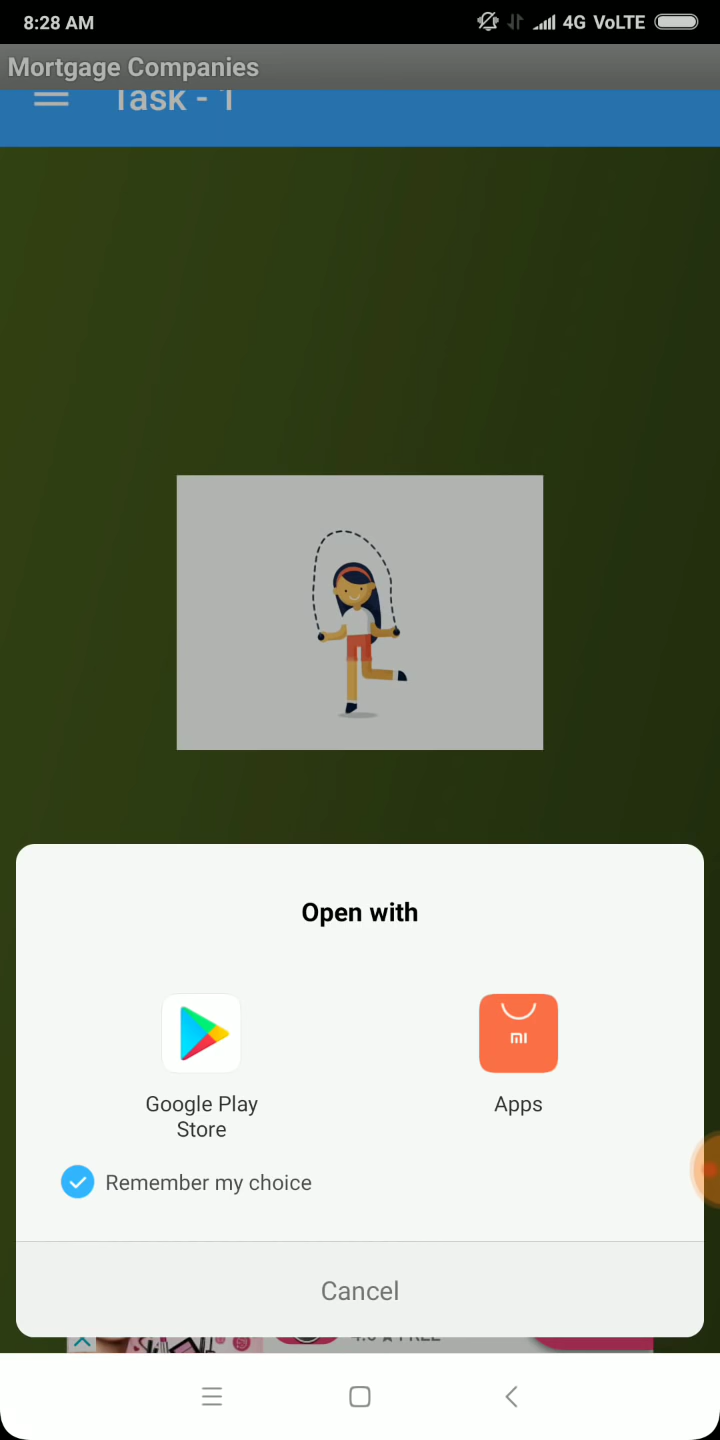 8:28 AM
4G VoLTE
Mortgage Companies
Task - 1
Open with
Google Play
Store
mi
Apps
Remember my choice
Cancel